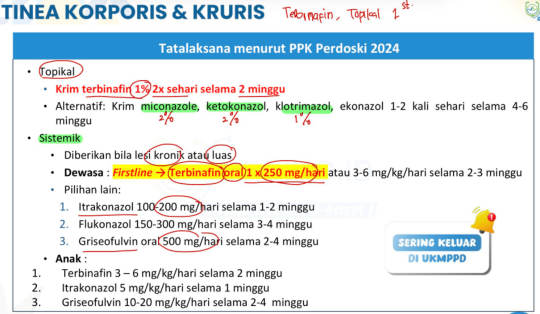 TINEA KORPORIS & KRURIS
Terbinafin, Topikal 1st.
Tatalaksana menurut PPK Perdoski 2024
• Topikal
• Krim terbinafin 1% 2x sehari selama 2 minggu
• Alternatif: Krim miconazole, ketokonazol, klotrimazol, ekonazol 1-2 kali sehari selama 4-6
minggu
2% 2% 1%
• Sistemik
• Diberikan bila lesi kronik atau luas
• Dewasa : Firstline → Terbinafin oral 1 x 250 mg/hari atau 3-6 mg/kg/hari selama 2-3 minggu
• Pilihan lain:
1. Itrakonazol 100-200 mg/hari selama 1-2 minggu
2. Flukonazol 150-300 mg/hari selama 3-4 minggu
3. Griseofulvin oral 500 mg/hari selama 2-4 minggu
• Anak :
1. Terbinafin 3 – 6 mg/kg/hari selama 2 minggu
2. Itrakonazol 5 mg/kg/hari selama 1 minggu
3. Griseofulvin 10-20 mg/kg/hari selama 2-4 minggu
SERING KELUAR
DI UKMPPD